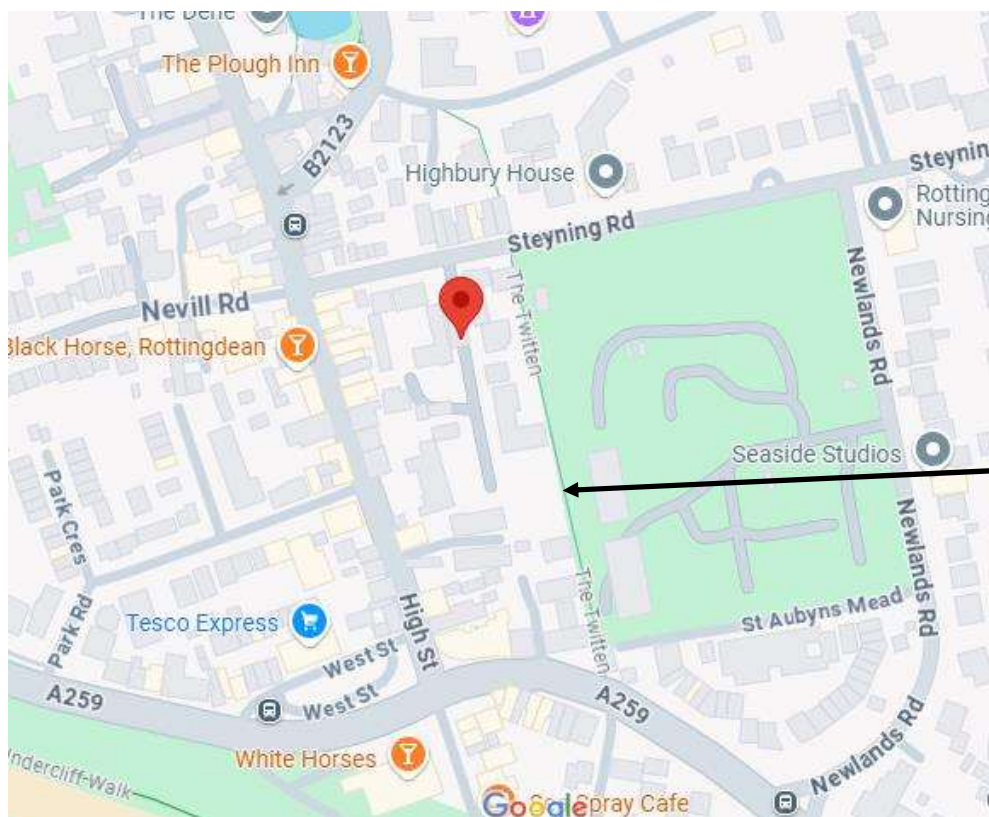 The Dene
The Plough Inn
B2123
Highbury House
Steyning Rd
Steynin
Rotting
Nursing
Nevill Rd
The Twitten
Newlands Rd
Black Horse, Rottingdean
Seaside Studios
Park Cres
Newlands Rd
High St
The Twitten
St Aubyns Mead
Park Rd
Tesco Express
West St
West St
A259
A259
Newlands Rd
White Horses
Undercliff-Walk
Google
Spray Cafe